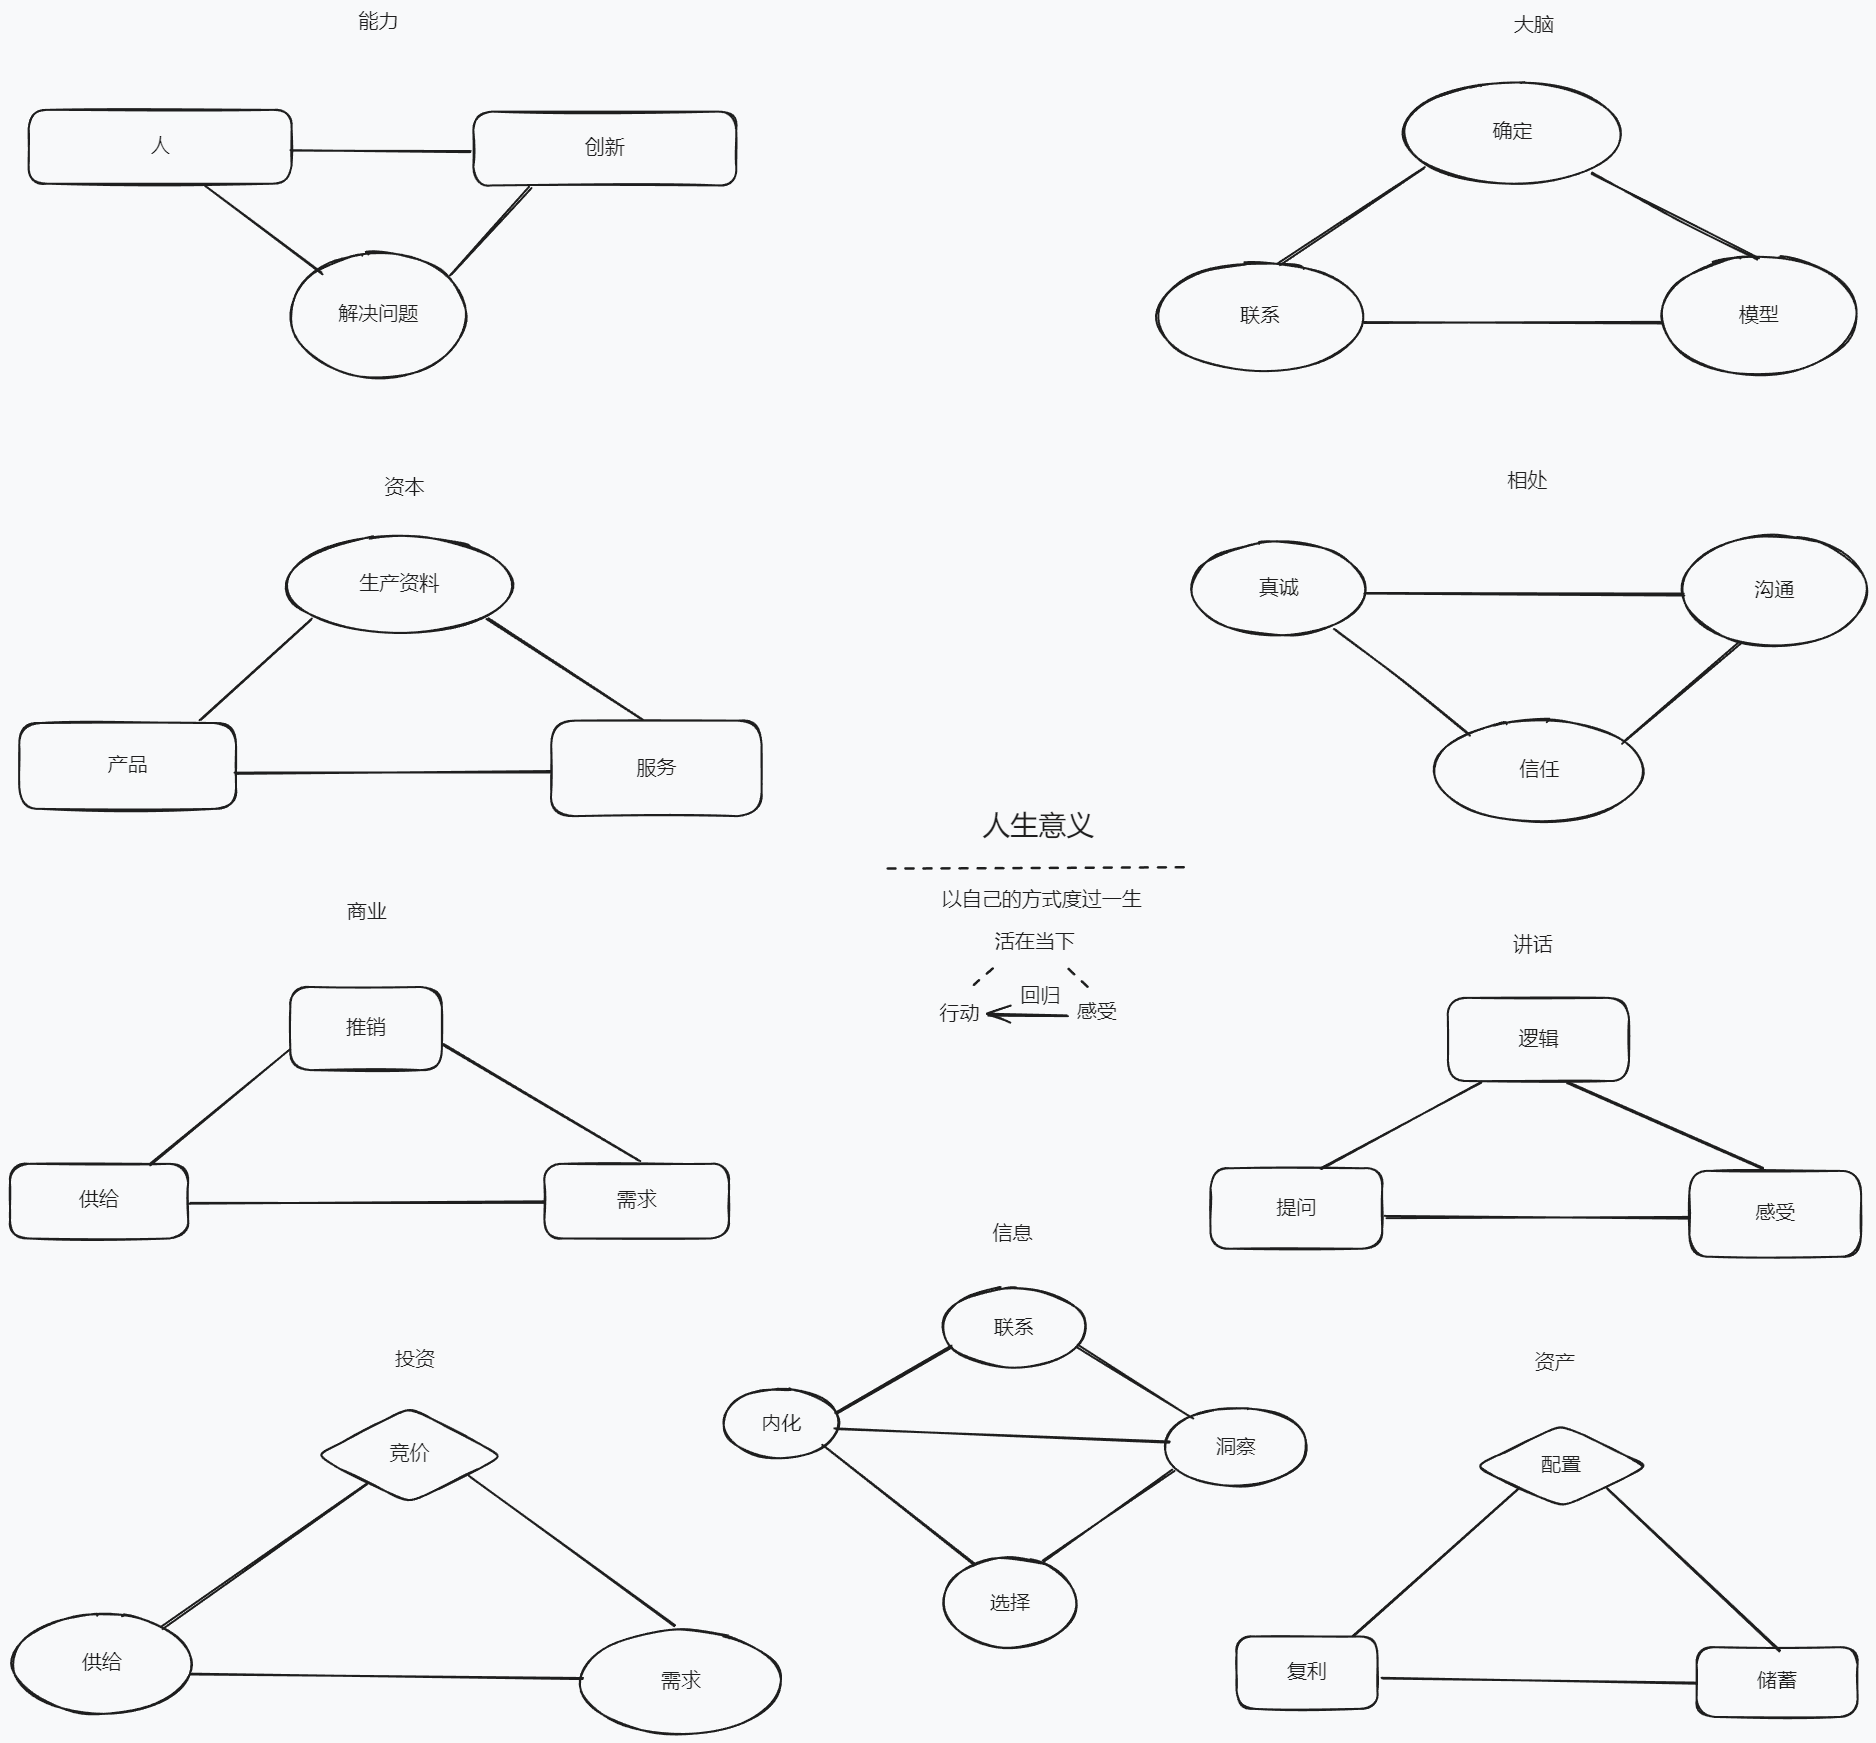 能力
人
创新
解决问题
大脑
确定
联系
模型
资本
生产资料
产品
服务
相处
真诚
沟通
信任
人生意义
以自己的方式度过一生
活在当下
回归
行动
感受
商业
推销
供给
需求
讲话
逻辑
提问
感受
信息
联系
内化
洞察
选择
投资
竞价
供给
需求
资产
配置
复利
储蓄